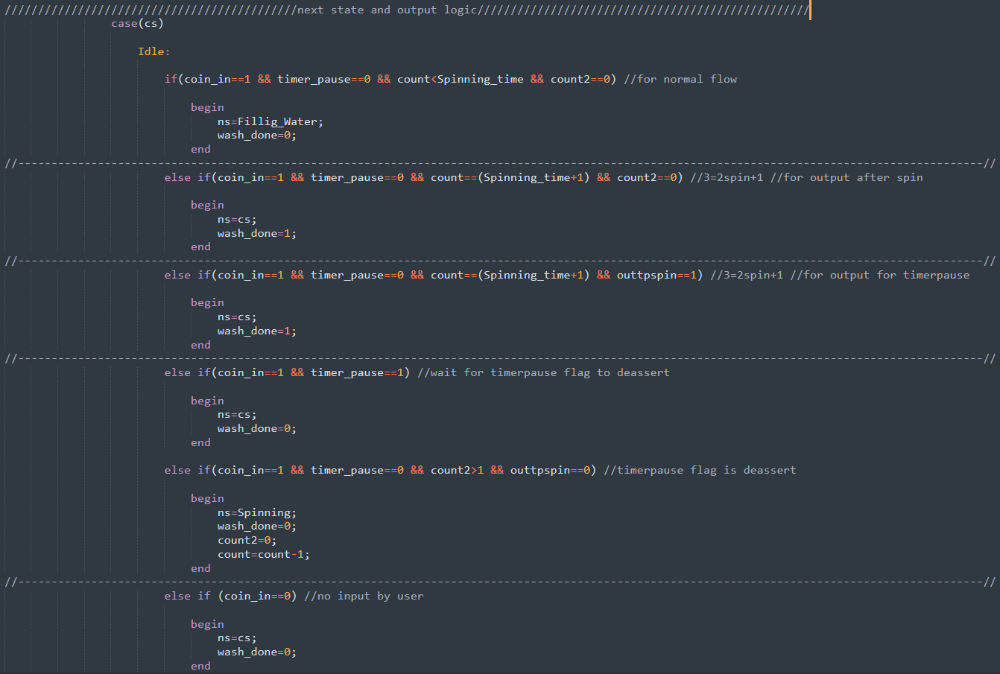 ////////////////////////////////////////////next state and output logic//////////////////////////////////////////////////
case(cs)
Idle:
if(coin_in==1 && timer_pause==0 && count<Spinning_time && count2==0) //for normal flow
begin
ns=Fillig_Water;
wash_done=0;
end
//-------------------------------------------------------------------------------------------------------------------------------------------------//
else if(coin_in==1 && timer_pause==0 && count==(Spinning_time+1) && count2==0) //3=2spin+1 //for output after spin
begin
ns=cs;
wash_done=1;
end
//-------------------------------------------------------------------------------------------------------------------------------------------------//
else if(coin_in==1 && timer_pause==0 && count==(Spinning_time+1) && outtpspin==1) //3=2spin+1 //for output for timerpause
begin
ns=cs;
wash_done=1;
end
//-------------------------------------------------------------------------------------------------------------------------------------------------//
else if(coin_in==1 && timer_pause==1) //wait for timerpause flag to deassert
begin
ns=cs;
wash_done=0;
end
else if(coin_in==1 && timer_pause==0 && count2>1 && outtpspin==0) //timerpause flag is deassert
begin
ns=Spinning;
wash_done=0;
count2=0;
count=count-1;
end
//-------------------------------------------------------------------------------------------------------------------------------------------------//
else if (coin_in==0) //no input by user
begin
ns=cs;
wash_done=0;
end